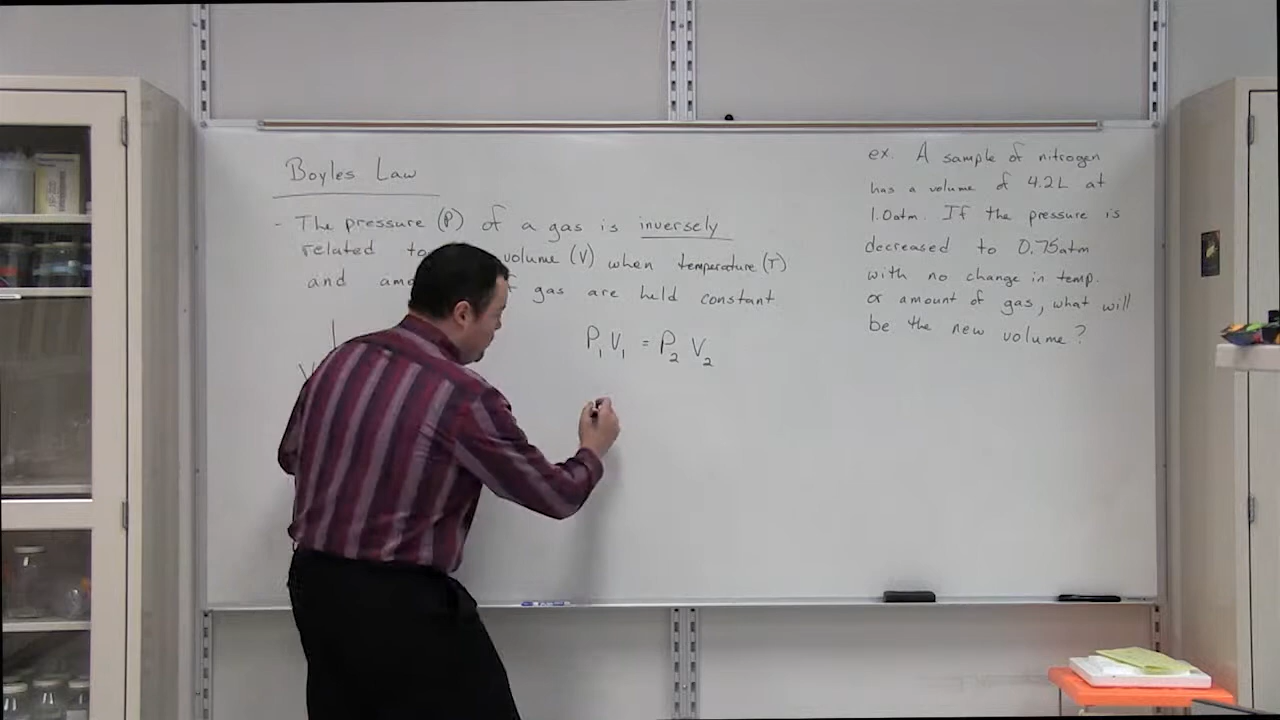 Boyles Law
- The pressure (P) of a gas is inversely
related to volume (V) when temperature (T)
and gas are held constant
V
P₁V₁ = P₂ V₂
ex. A sample of nitrogen
has a volume of 4.2L at
1.0atm. If the pressure is
decreased to 0.75atm
with no change in temp.
or amount of gas, what will
be the new volume?